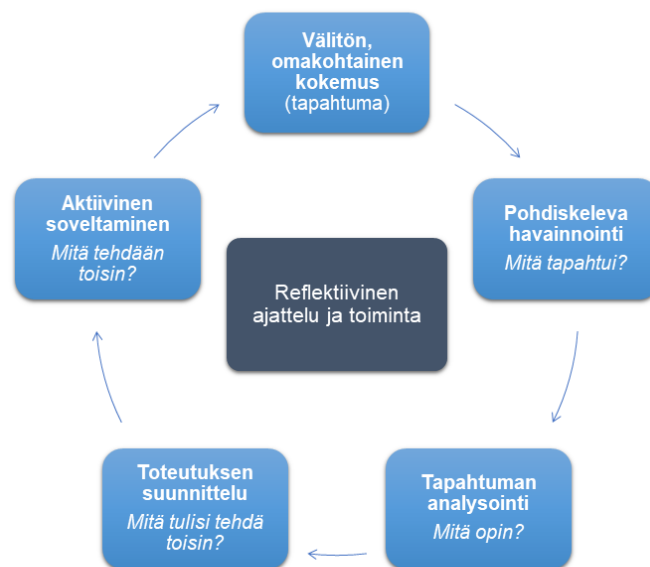 Välitön,
omakohtainen
kokemus
(tapahtuma)
Pohdiskeleva
havainnointi
Mitä tapahtui?
Tapahtuman
analysointi
Mitä opin?
Toteutuksen
suunnittelu
Mitä tulisi tehdä
toisin?
Aktiivinen
soveltaminen
Mitä tehdään
toisin?
Reflektiivinen
ajattelu ja toiminta